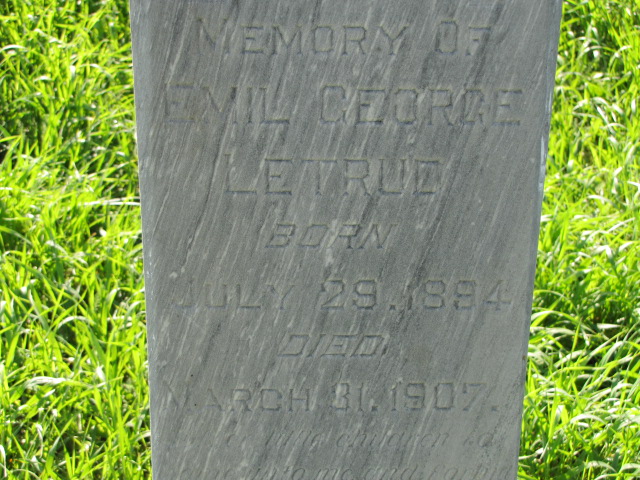 MEMORY OF
EMIL GEORGE
LETRUD
BORN
JULY 29, 1894
DIED
MARCH 31, 1907.